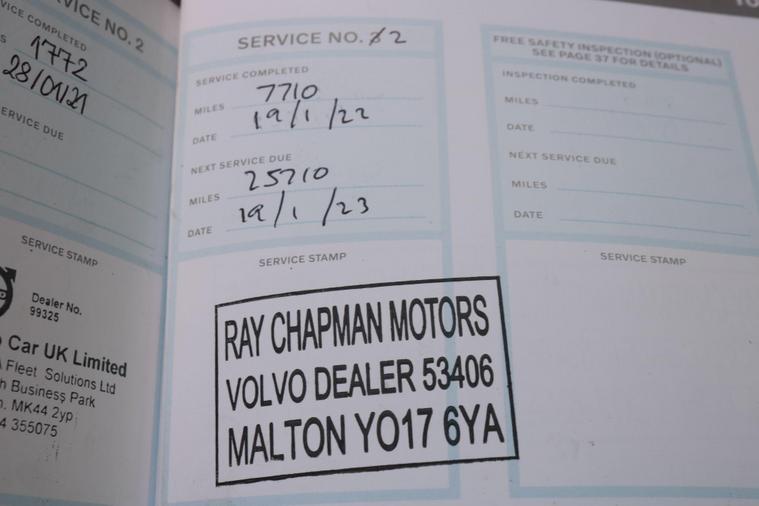 VICE NO. 2
VICE COMPLETED
1772
28/01/21
ERVICE DUE
SERVICE STAMP
Dealer No.
99325
Car UK Limited
Fleet Solutions Ltd
h Business Park
MK44 2yp
4 355075
SERVICE NO. 2
SERVICE COMPLETED
MILES 7710
DATE 19/1/22
NEXT SERVICE DUE
MILES 25710
DATE 19/1/23
SERVICE STAMP
RAY CHAPMAN MOTORS
VOLVO DEALER 53406
MALTON YO17 6YA
FREE SAFETY INSPECTION (OPTIONAL)
SEE PAGE 37 FOR DETAILS
INSPECTION COMPLETED
MILES
DATE
NEXT SERVICE DUE
MILES
DATE
SERVICE STAMP